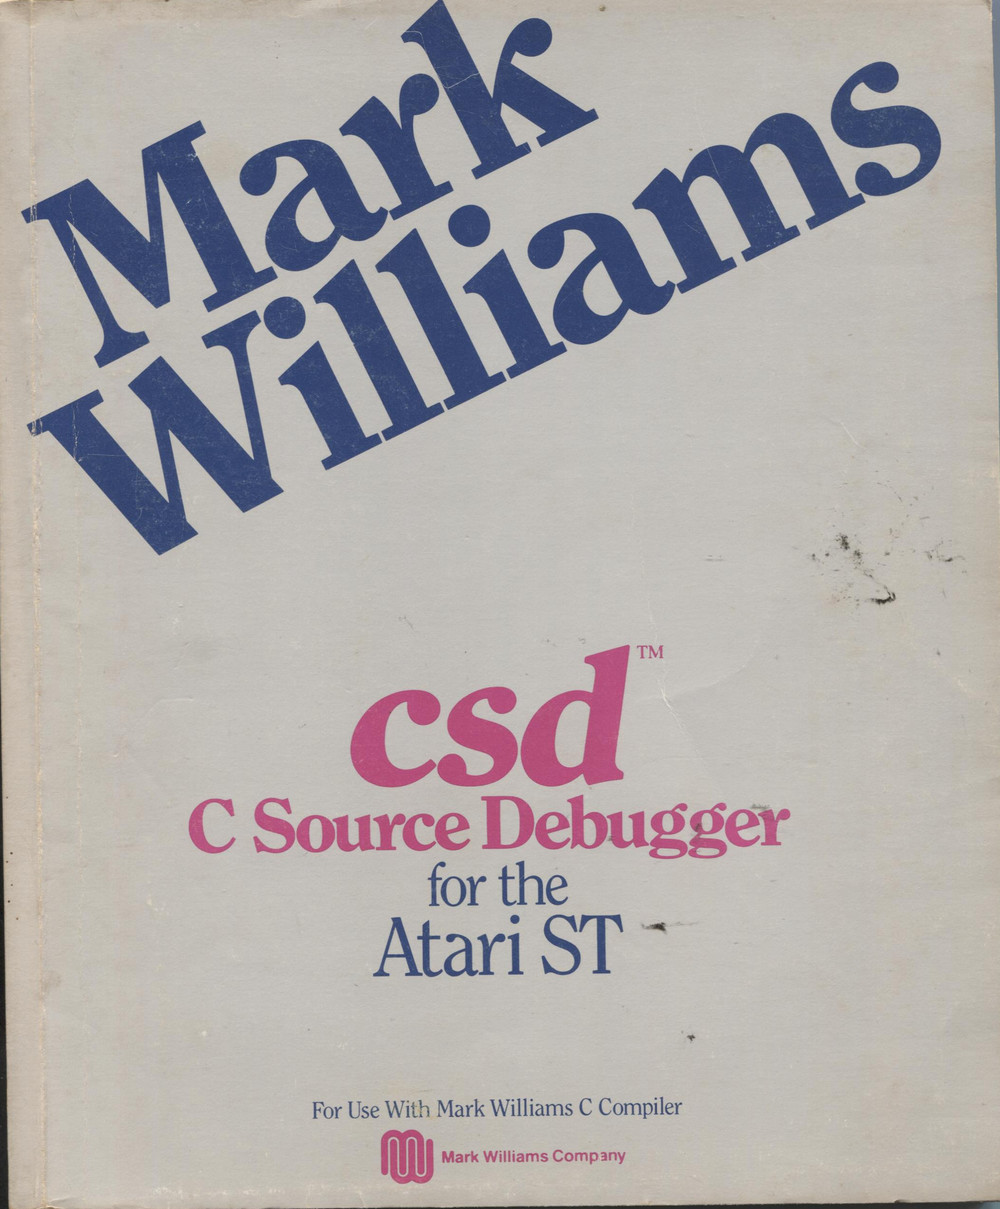 Mark
Williams
csd™
C Source Debugger
for the
Atari ST
For Use With Mark Williams C Compiler
Mark Williams Company